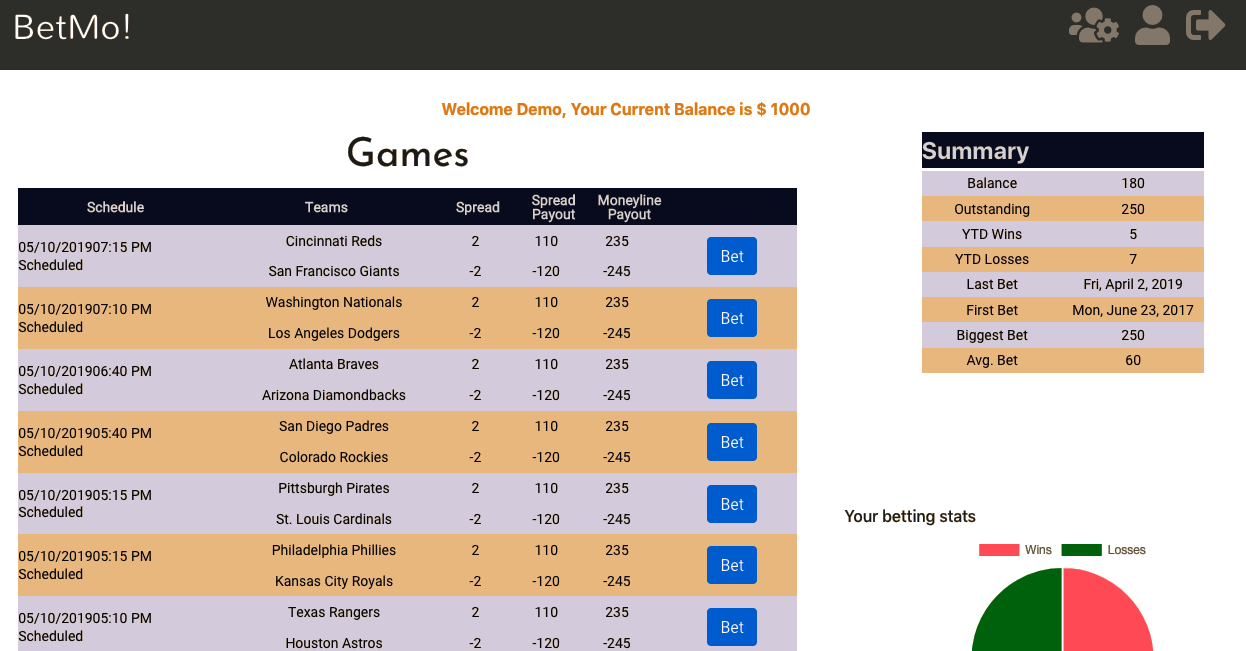 BetMo!
Welcome Demo, Your Current Balance is $ 1000
Games
Schedule Teams Spread Spread Payout Moneyline Payout
05/10/201907:15 PM Scheduled Cincinnati Reds 2 110 235 Bet
San Francisco Giants -2 -120 -245
05/10/201907:10 PM Scheduled Washington Nationals 2 110 235 Bet
Los Angeles Dodgers -2 -120 -245
05/10/201906:40 PM Scheduled Atlanta Braves 2 110 235 Bet
Arizona Diamondbacks -2 -120 -245
05/10/201905:40 PM Scheduled San Diego Padres 2 110 235 Bet
Colorado Rockies -2 -120 -245
05/10/201905:15 PM Scheduled Pittsburgh Pirates 2 110 235 Bet
St. Louis Cardinals -2 -120 -245
05/10/201905:15 PM Scheduled Philadelphia Phillies 2 110 235 Bet
Kansas City Royals -2 -120 -245
05/10/201905:10 PM Scheduled Texas Rangers 2 110 235 Bet
Houston Astros -2 -120 -245
Summary
Balance 180
Outstanding 250
YTD Wins 5
YTD Losses 7
Last Bet Fri, April 2, 2019
First Bet Mon, June 23, 2017
Biggest Bet 250
Avg. Bet 60
Your betting stats
Wins Losses